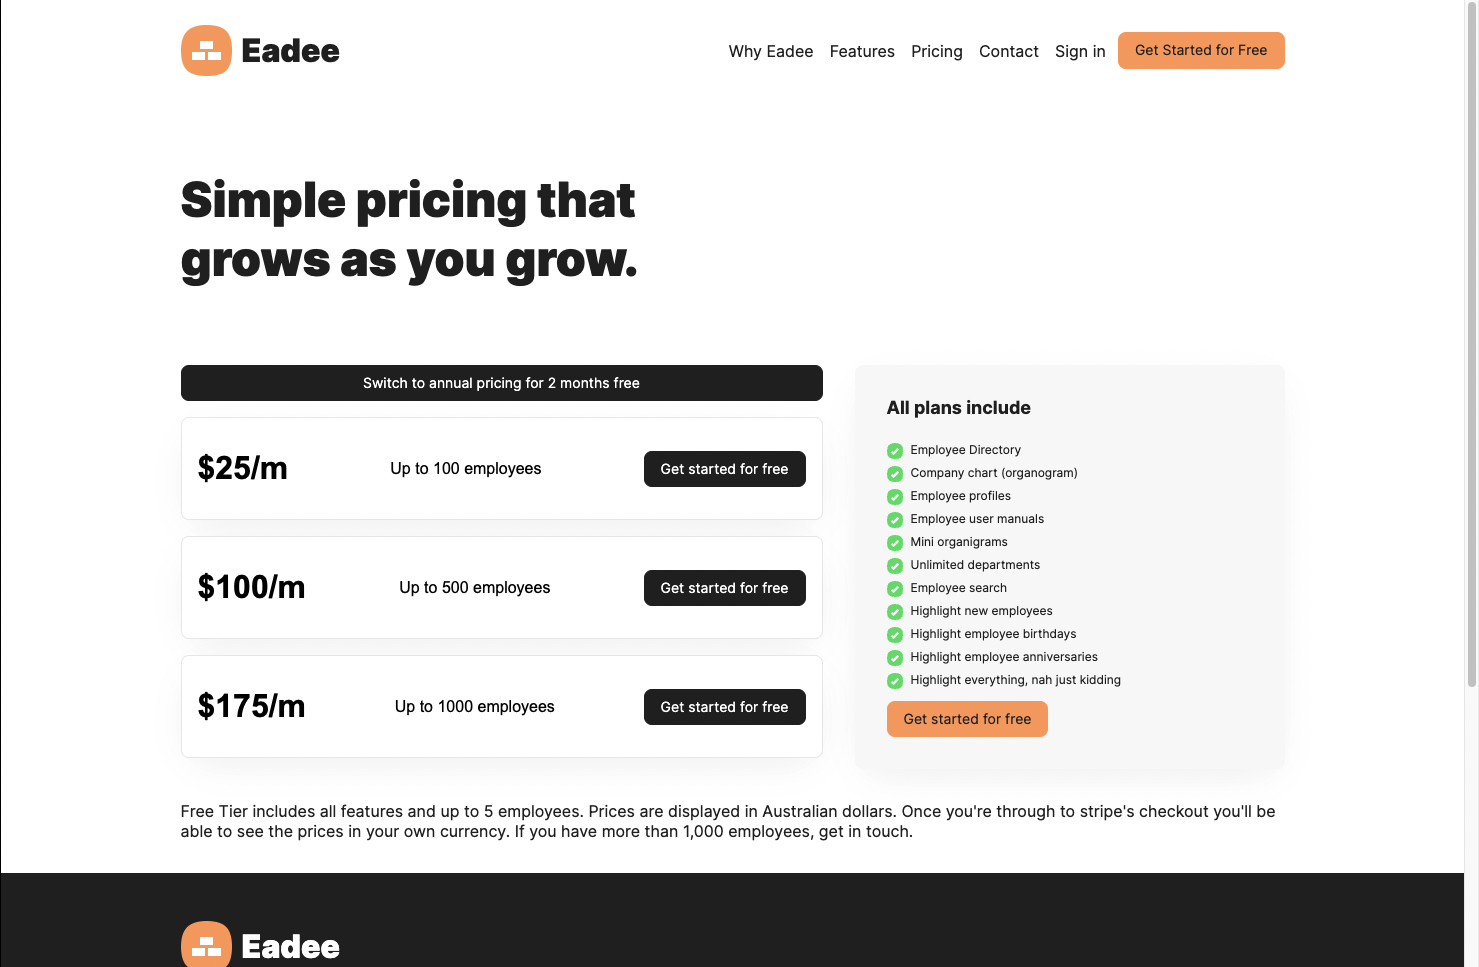 Eadee
Why Eadee
Features
Pricing
Contact
Sign in
Get Started for Free
Simple pricing that
grows as you grow.
Switch to annual pricing for 2 months free
$25/m
Up to 100 employees
Get started for free
$100/m
Up to 500 employees
Get started for free
$175/m
Up to 1000 employees
Get started for free
All plans include
Employee Directory
Company chart (organogram)
Employee profiles
Employee user manuals
Mini organigrams
Unlimited departments
Employee search
Highlight new employees
Highlight employee birthdays
Highlight employee anniversaries
Highlight everything, nah just kidding
Get started for free
Free Tier includes all features and up to 5 employees. Prices are displayed in Australian dollars. Once you're through to stripe's checkout you'll be
able to see the prices in your own currency. If you have more than 1,000 employees, get in touch.
Eadee